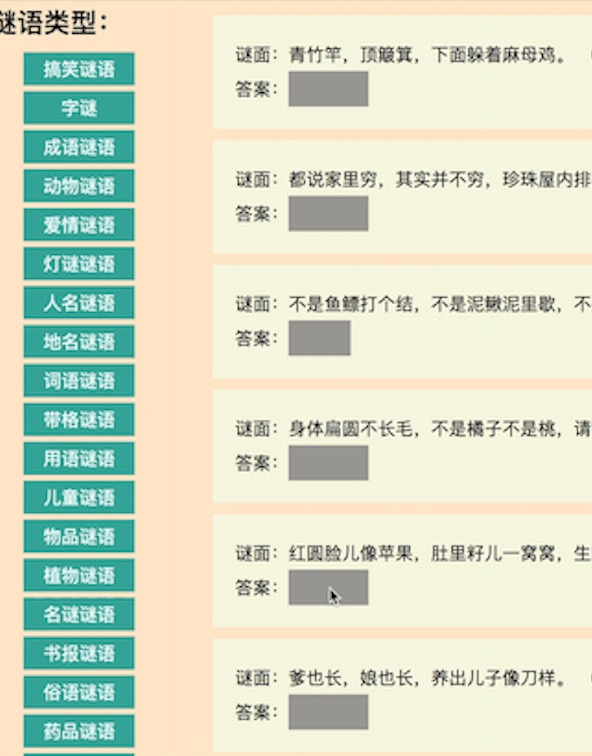 谜语类型：
搞笑谜语
字谜
成语谜语
动物谜语
爱情谜语
灯谜谜语
人名谜语
地名谜语
词语谜语
带格谜语
用语谜语
儿童谜语
物品谜语
植物谜语
名谜谜语
书报谜语
俗语谜语
药品谜语
谜面：青竹竿，顶簸箕，下面躲着麻母鸡。
答案：
谜面：都说家里穷，其实并不穷，珍珠屋内排
答案：
谜面：不是鱼鳔打个结，不是泥鳅泥里歇，不
答案：
谜面：身体扁圆不长毛，不是橘子不是桃，请
答案：
谜面：红圆脸儿像苹果，肚里籽儿一窝窝，生
答案：
谜面：爹也长，娘也长，养出儿子像刀样。
答案：